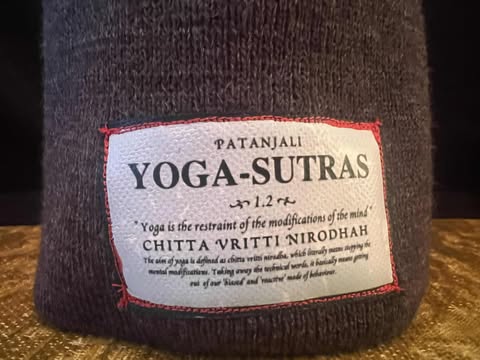 PATANJALI
YOGA-SUTRAS
1.2
"Yoga is the restraint of the modifications of the mind"
CHITTA VRITTI NIRODHAH
The aim of yoga is defined as chitta vritti nirodha, which literally means stopping the
mental modifications. Taking away the technical words, it basically means getting
out of our 'biased' and 'reactive' mode of behaviour.